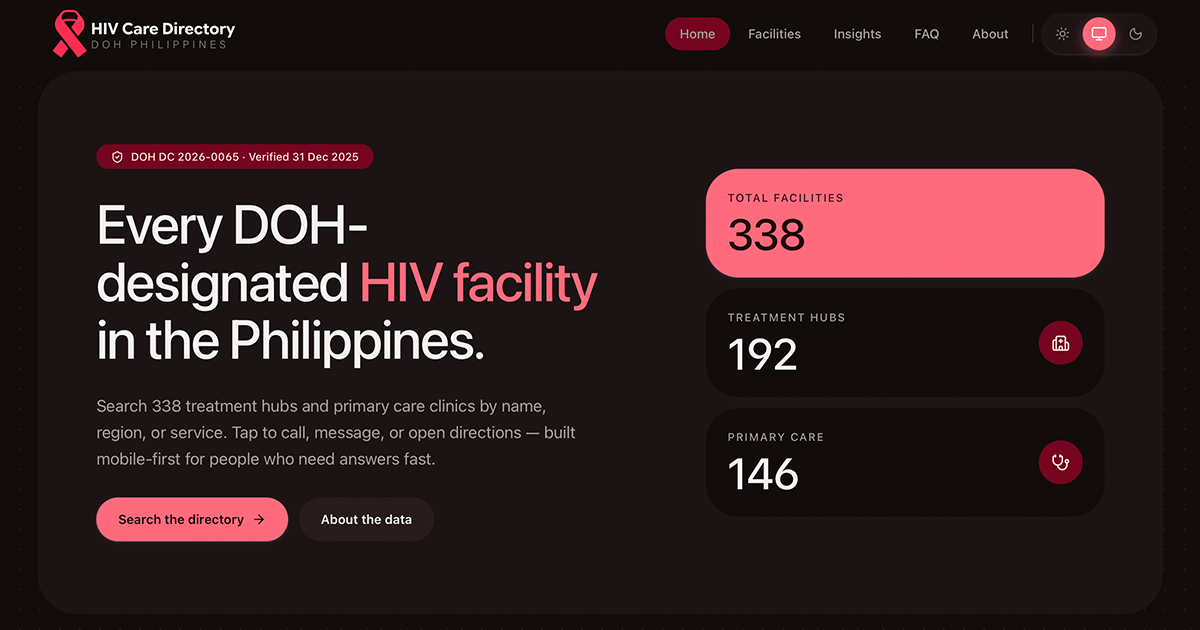 HIV Care Directory
DOH PHILIPPINES
Home
Facilities
Insights
FAQ
About
DOH DC 2026-0065 · Verified 31 Dec 2025
Every DOH-
designated HIV facility
in the Philippines.
Search 338 treatment hubs and primary care clinics by name,
region, or service. Tap to call, message, or open directions — built
mobile-first for people who need answers fast.
Search the directory →
About the data
TOTAL FACILITIES
338
TREATMENT HUBS
192
PRIMARY CARE
146